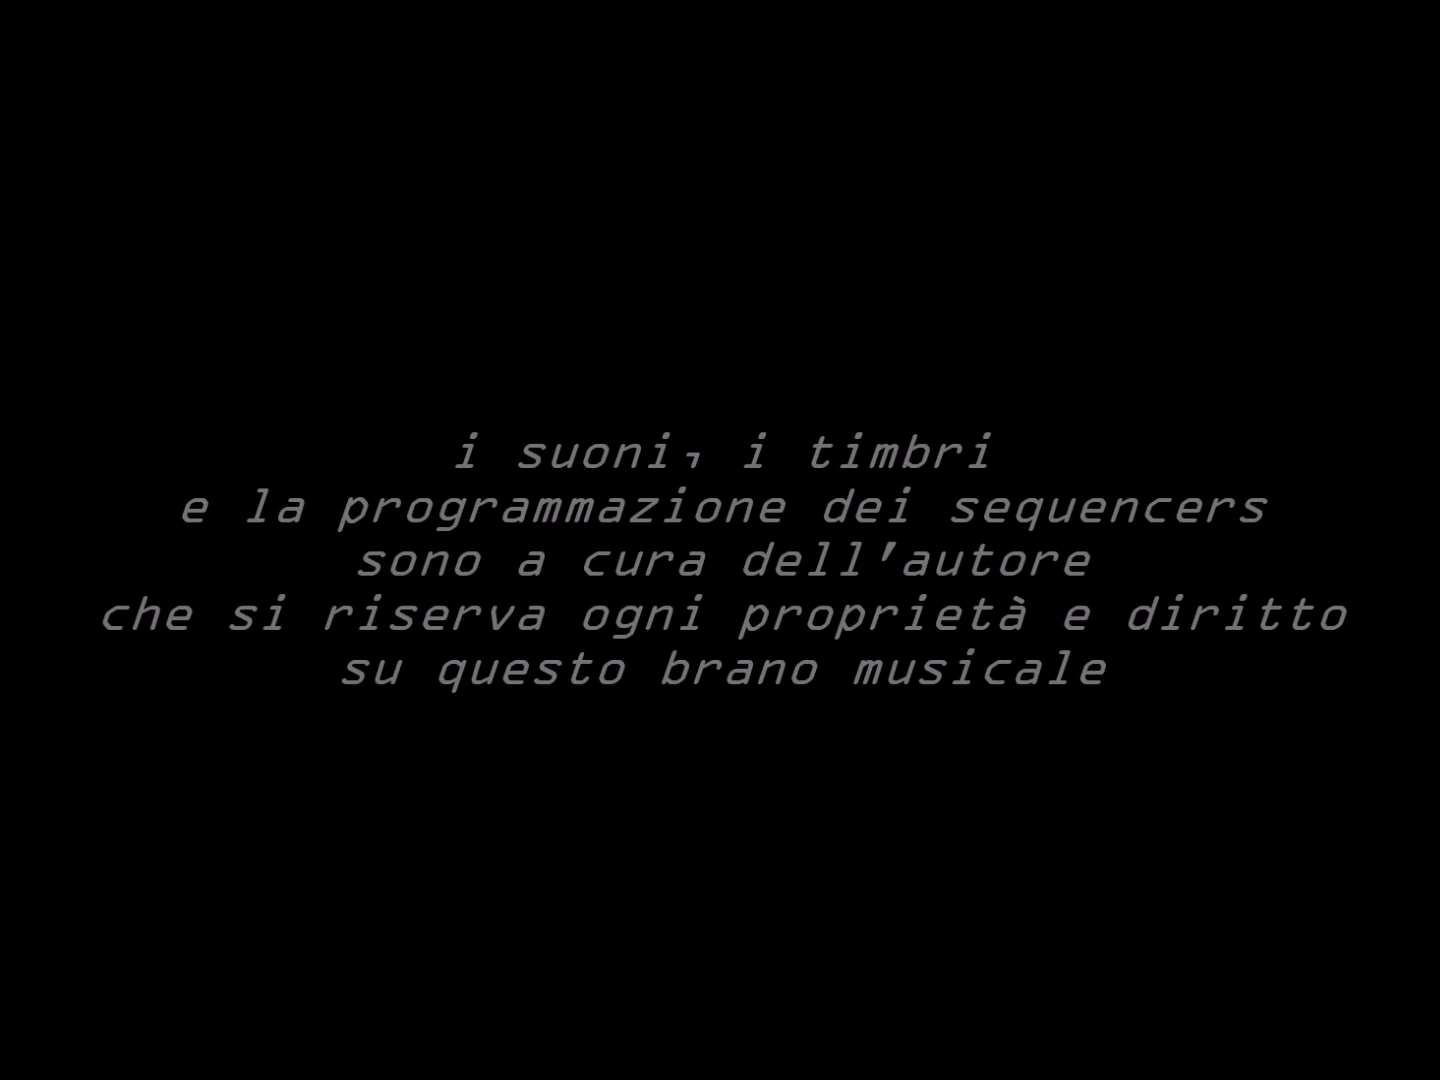 i suoni, i timbri
e la programmazione dei sequencers
sono a cura dell'autore
che si riserva ogni proprietà e diritto
su questo brano musicale